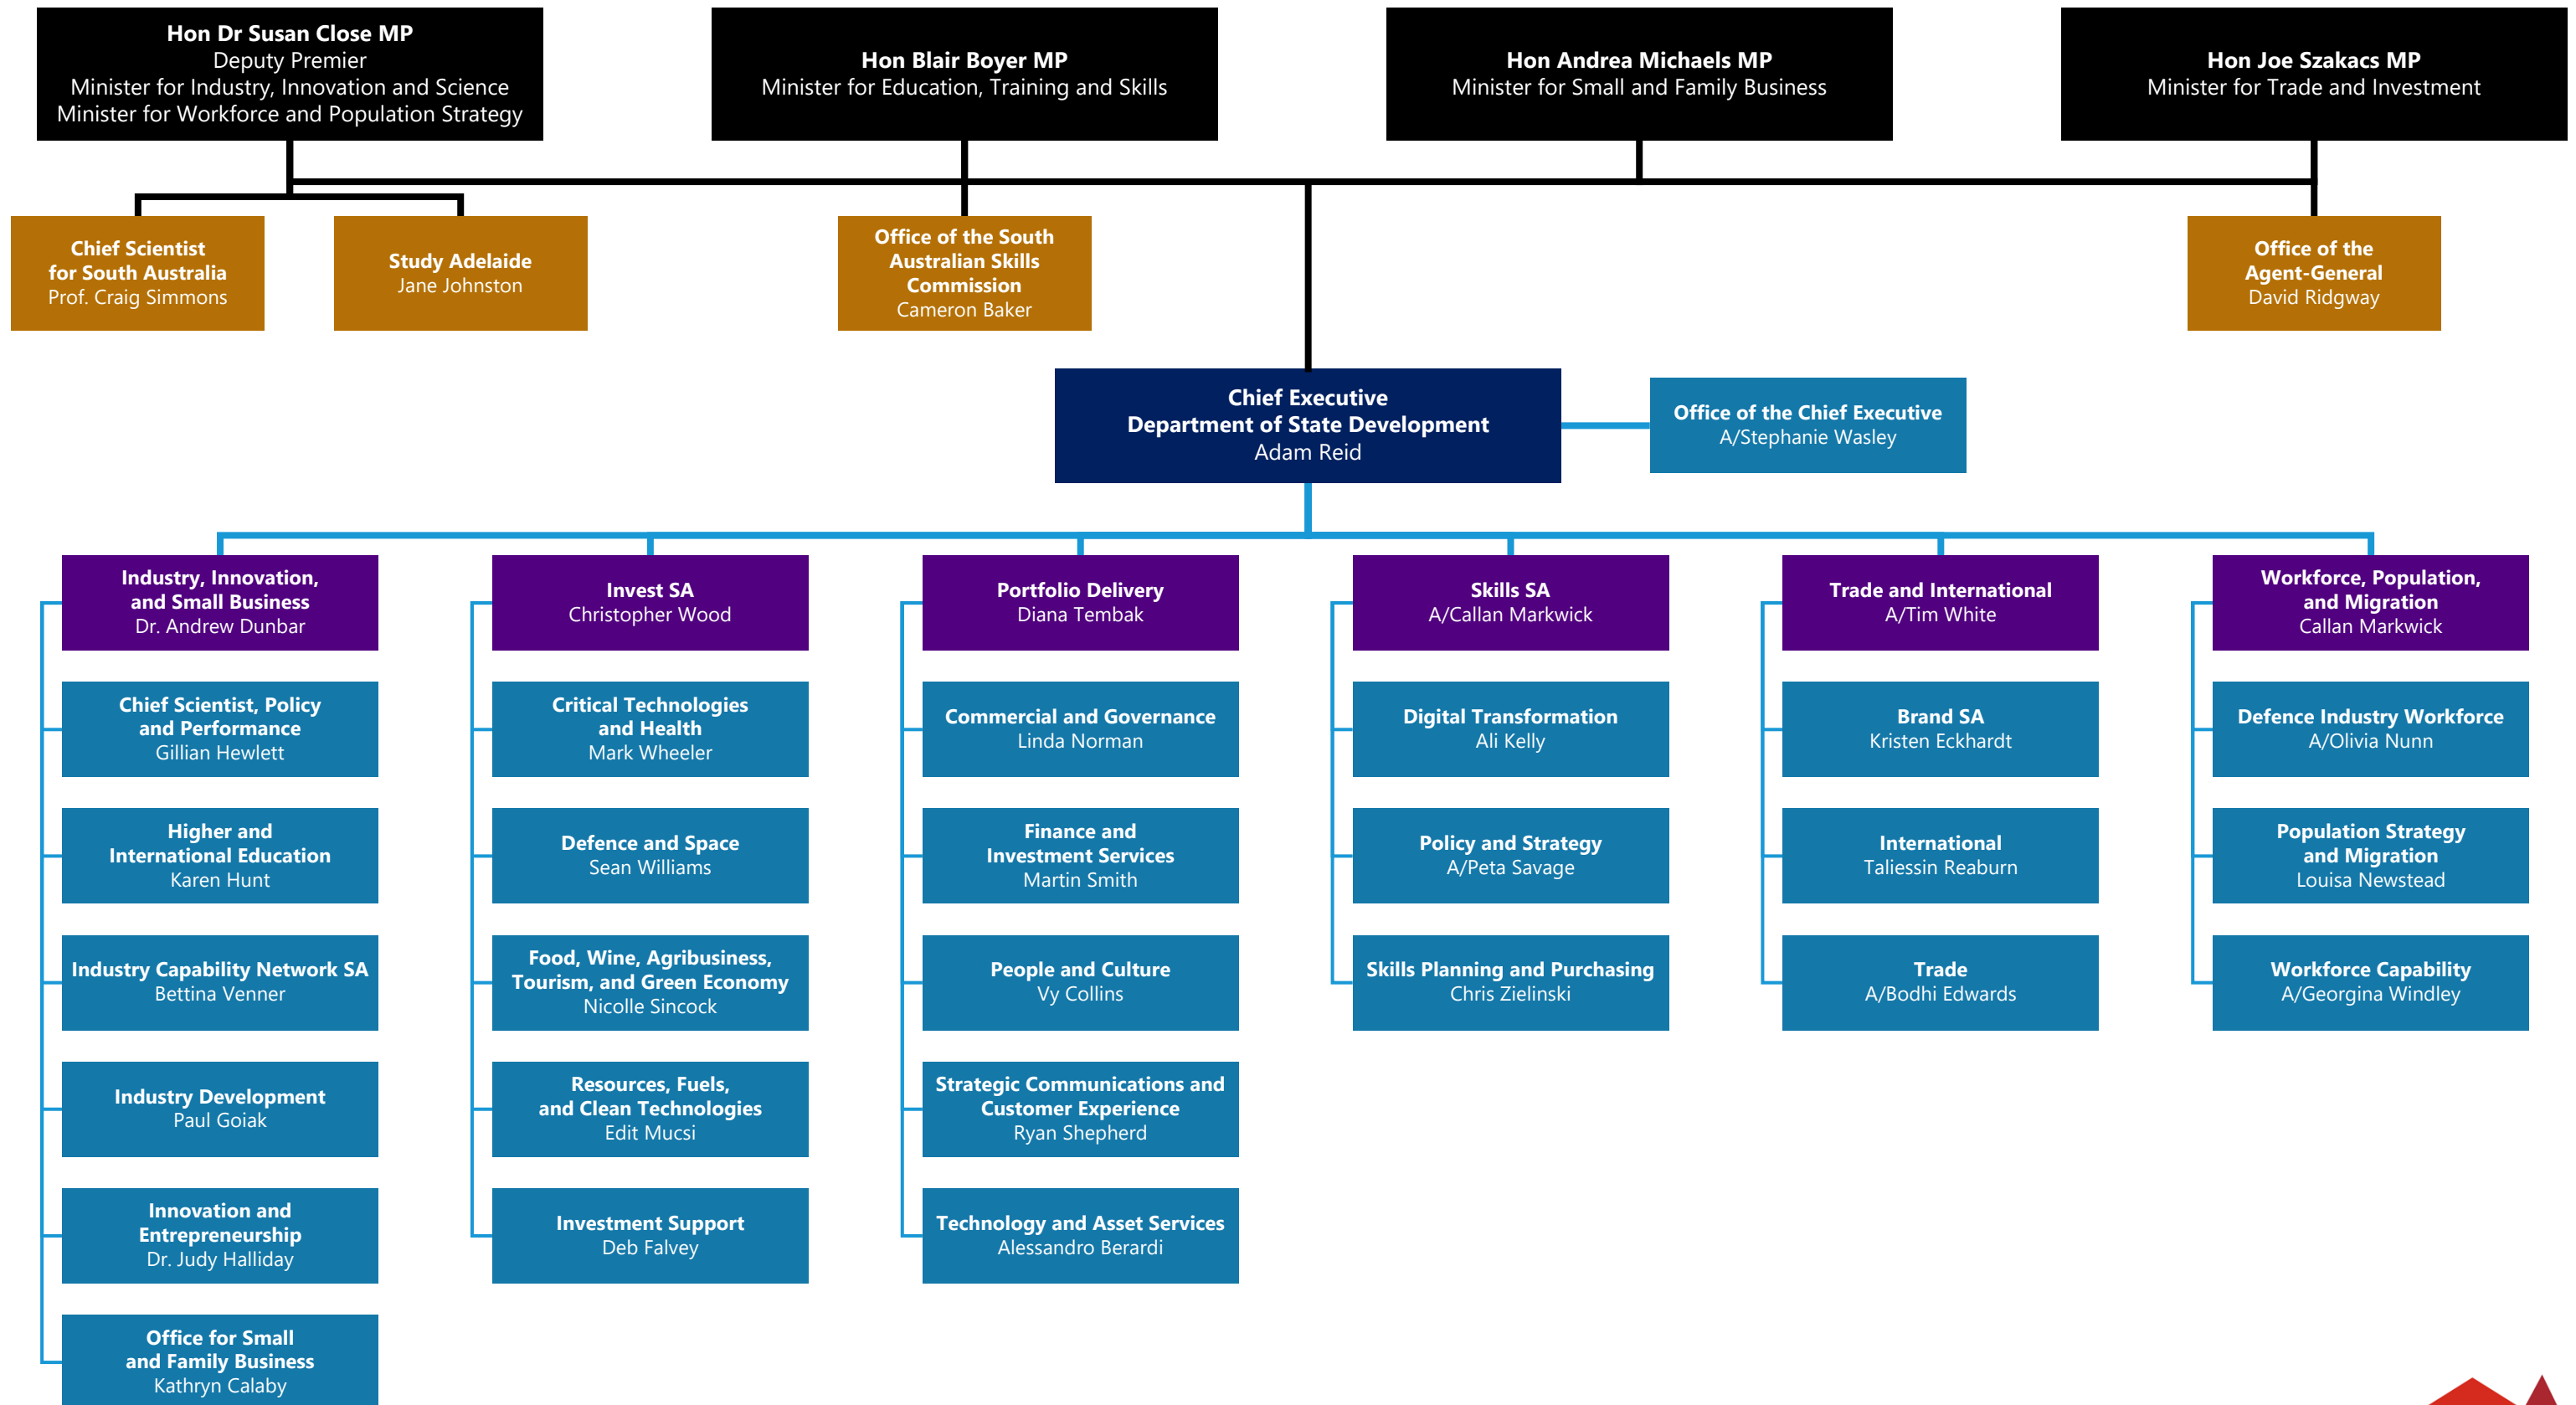 Hon Dr Susan Close MP
Deputy Premier
Minister for Industry, Innovation and Science
Minister for Workforce and Population Strategy
Hon Blair Boyer MP
Minister for Education, Training and Skills
Hon Andrea Michaels MP
Minister for Small and Family Business
Hon Joe Szakacs MP
Minister for Trade and Investment
Chief Scientist
for South Australia
Prof. Craig Simmons
Study Adelaide
Jane Johnston
Office of the South
Australian Skills
Commission
Cameron Baker
Office of the
Agent-General
David Ridgway
Chief Executive
Department of State Development
Adam Reid
Office of the Chief Executive
A/Stephanie Wasley
Industry, Innovation,
and Small Business
Dr. Andrew Dunbar
Chief Scientist, Policy
and Performance
Gillian Hewlett
Higher and
International Education
Karen Hunt
Industry Capability Network SA
Bettina Venner
Industry Development
Paul Goiak
Innovation and
Entrepreneurship
Dr. Judy Halliday
Office for Small
and Family Business
Kathryn Calaby
Invest SA
Christopher Wood
Critical Technologies
and Health
Mark Wheeler
Defence and Space
Sean Williams
Food, Wine, Agribusiness,
Tourism, and Green Economy
Nicolle Sincock
Resources, Fuels,
and Clean Technologies
Edit Mucsi
Investment Support
Deb Falvey
Portfolio Delivery
Diana Tembak
Commercial and Governance
Linda Norman
Finance and
Investment Services
Martin Smith
People and Culture
Vy Collins
Strategic Communications and
Customer Experience
Ryan Shepherd
Technology and Asset Services
Alessandro Berardi
Skills SA
A/Callan Markwick
Digital Transformation
Ali Kelly
Policy and Strategy
A/Peta Savage
Skills Planning and Purchasing
Chris Zielinski
Trade and International
A/Tim White
Brand SA
Kristen Eckhardt
International
Taliessin Reaburn
Trade
A/Bodhi Edwards
Workforce, Population,
and Migration
Callan Markwick
Defence Industry Workforce
A/Olivia Nunn
Population Strategy
and Migration
Louisa Newstead
Workforce Capability
A/Georgina Windley